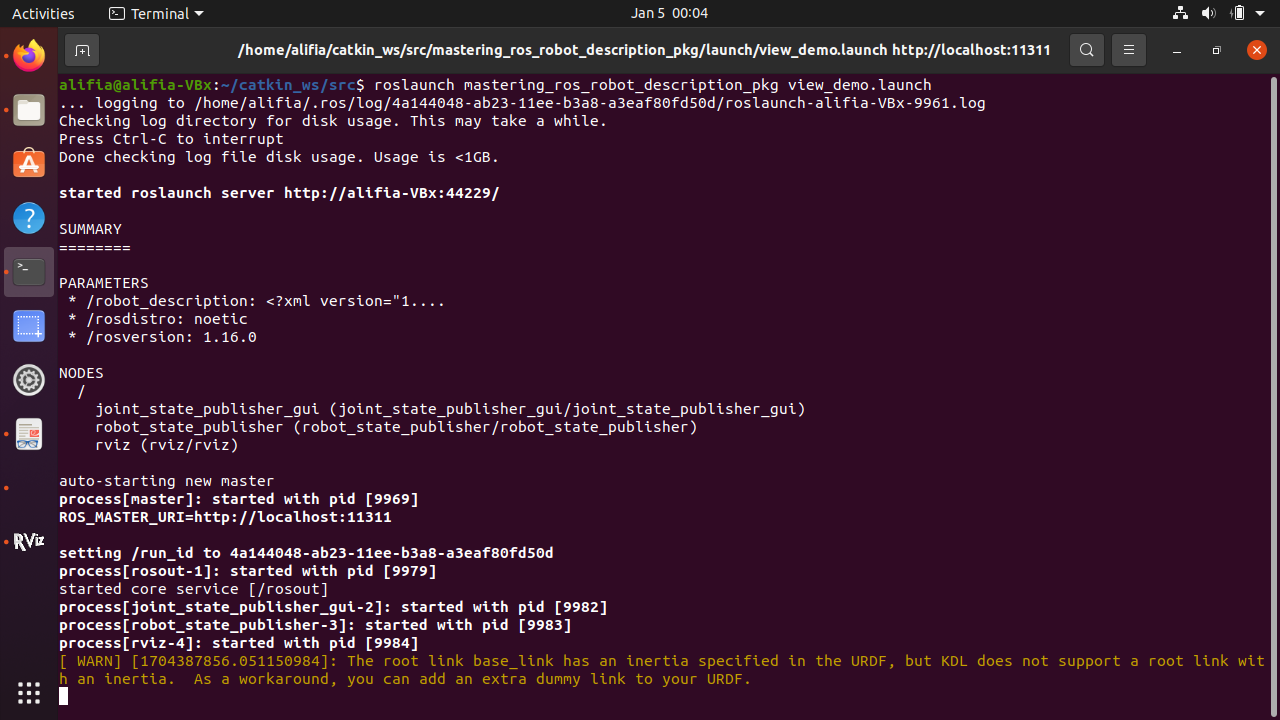 Activities
Terminal
Jan 5 00:04
/home/alifia/catkin_ws/src/mastering_ros_robot_description_pkg/launch/view_demo.launch http://localhost:11311
alifia@alifia-VBx:~/catkin_ws/src$ roslaunch mastering_ros_robot_description_pkg view_demo.launch
... logging to /home/alifia/.ros/log/4a144048-ab23-11ee-b3a8-a3eaf80fd50d/roslaunch-alifia-VBx-9961.log
Checking log directory for disk usage. This may take a while.
Press Ctrl-C to interrupt
Done checking log file disk usage. Usage is <1GB.
started roslaunch server http://alifia-VBx:44229/
SUMMARY
========
PARAMETERS
 * /robot_description: <?xml version="1....
 * /rosdistro: noetic
 * /rosversion: 1.16.0
NODES
  /
    joint_state_publisher_gui (joint_state_publisher_gui/joint_state_publisher_gui)
    robot_state_publisher (robot_state_publisher/robot_state_publisher)
    rviz (rviz/rviz)
auto-starting new master
process[master]: started with pid [9969]
ROS_MASTER_URI=http://localhost:11311
setting /run_id to 4a144048-ab23-11ee-b3a8-a3eaf80fd50d
process[rosout-1]: started with pid [9979]
started core service [/rosout]
process[joint_state_publisher_gui-2]: started with pid [9982]
process[robot_state_publisher-3]: started with pid [9983]
process[rviz-4]: started with pid [9984]
[ WARN] [1704387856.051150984]: The root link base_link has an inertia specified in the URDF, but KDL does not support a root link wit
h an inertia.  As a workaround, you can add an extra dummy link to your URDF.
RViz